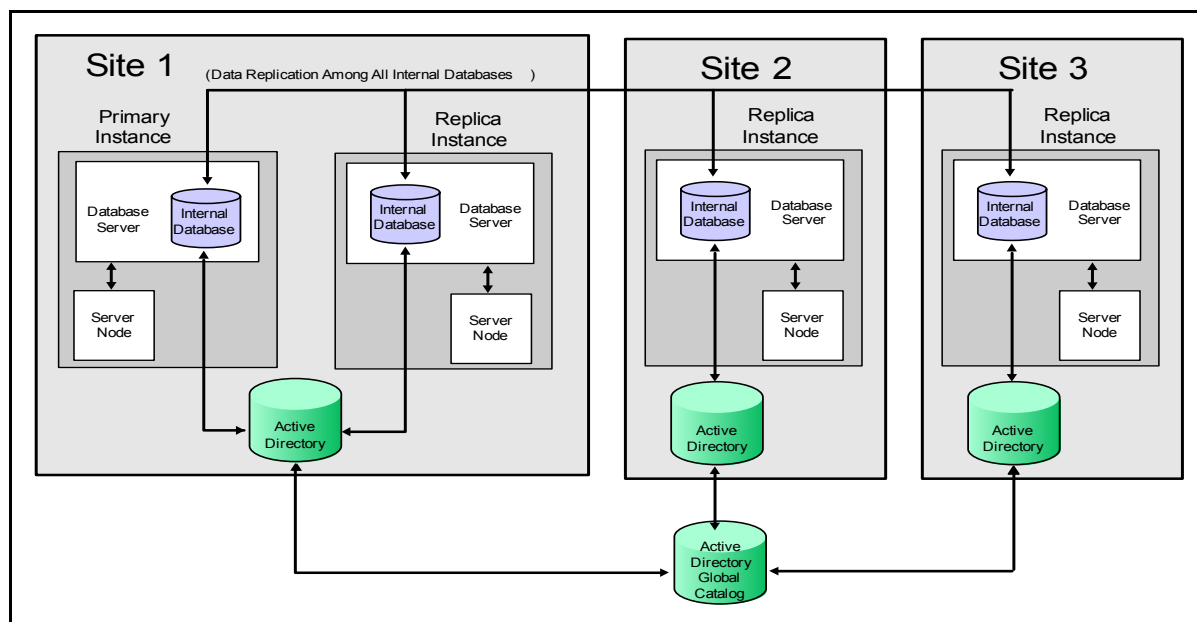 Site 1
(Data Replication Among All Internal Databases )
Primary
Instance
Database
Server
Internal
Database
Server
Node
Replica
Instance
Internal
Database
Database
Server
Server
Node
Active
Directory
Site 2
Replica
Instance
Internal
Database
Database
Server
Server
Node
Active
Directory
Site 3
Replica
Instance
Internal
Database
Database
Server
Server
Node
Active
Directory
Active
Directory
Global
Catalog